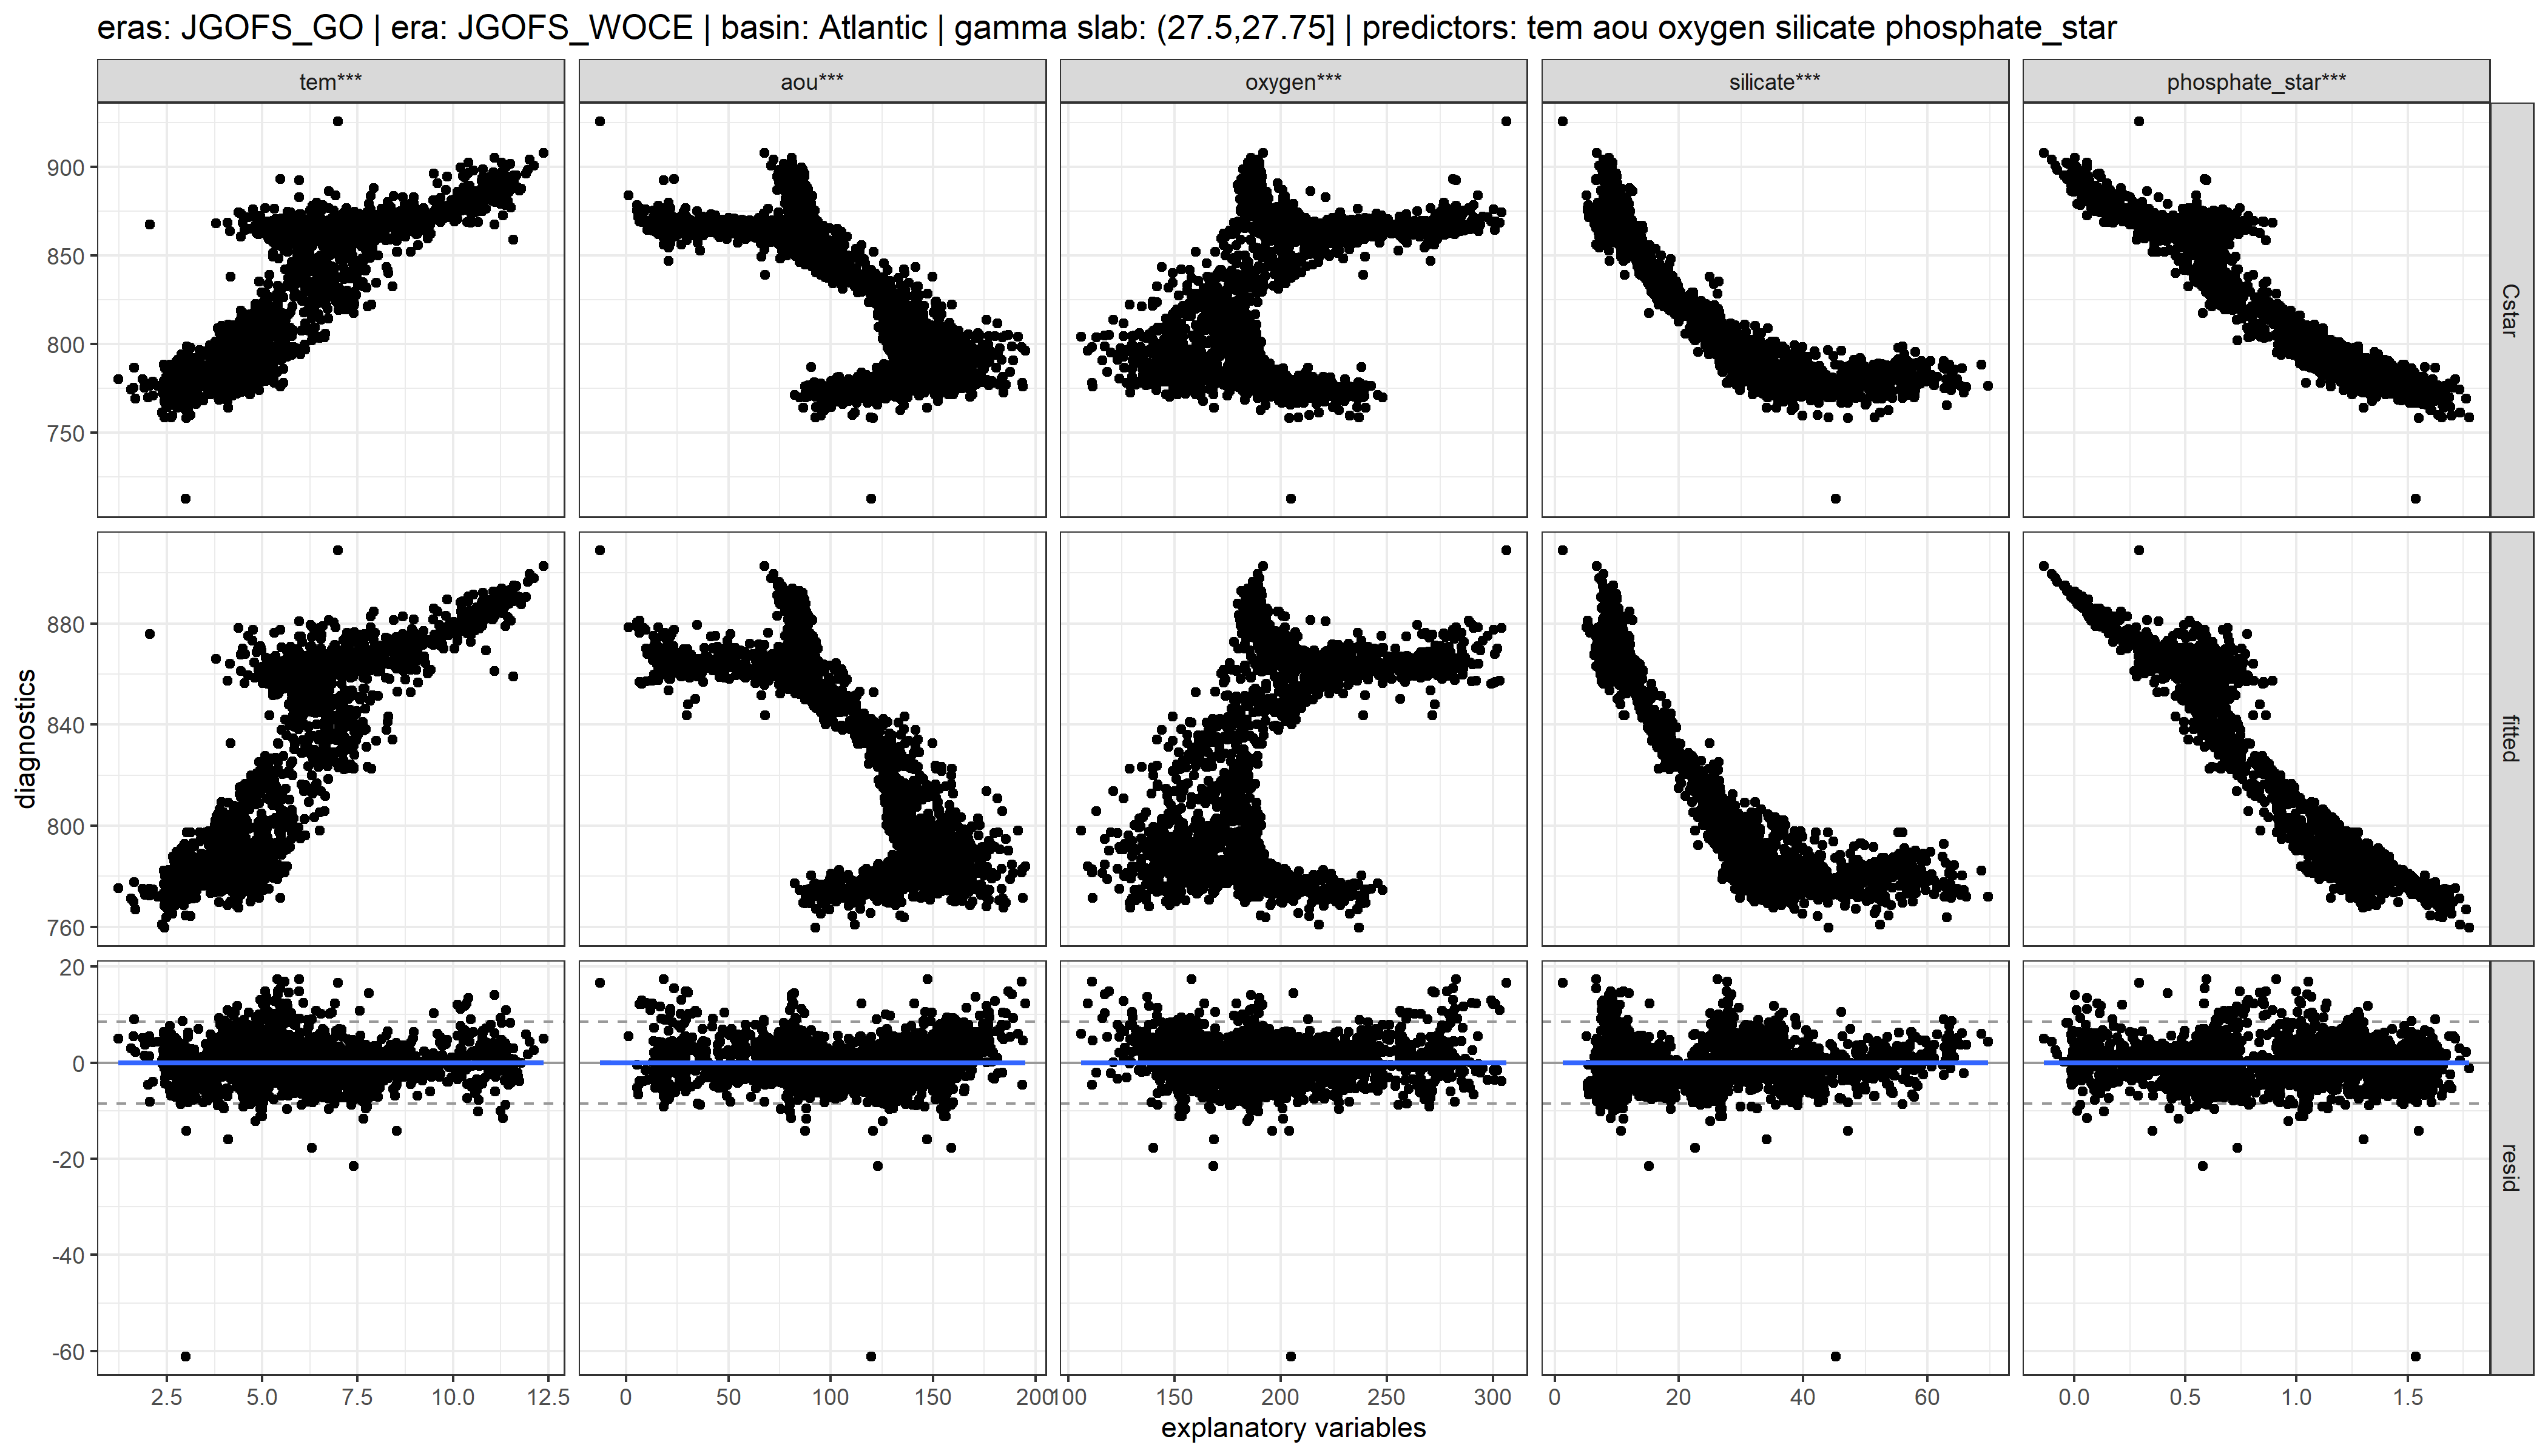 eras: JGOFS_GO | era: JGOFS_WOCE | basin: Atlantic | gamma slab: (27.5,27.75] | predictors: tem aou oxygen silicate phosphate_star
tem*** aou*** oxygen*** silicate*** phosphate_star***
900
850
800
750
Cstar
880
840
800
760
fitted
diagnostics
20
0
-20
-40
-60
resid
2.5 5.0 7.5 10.0 12.5 0 50 100 150 200 100 150 200 250 300 0 20 40 60 0.0 0.5 1.0 1.5
explanatory variables